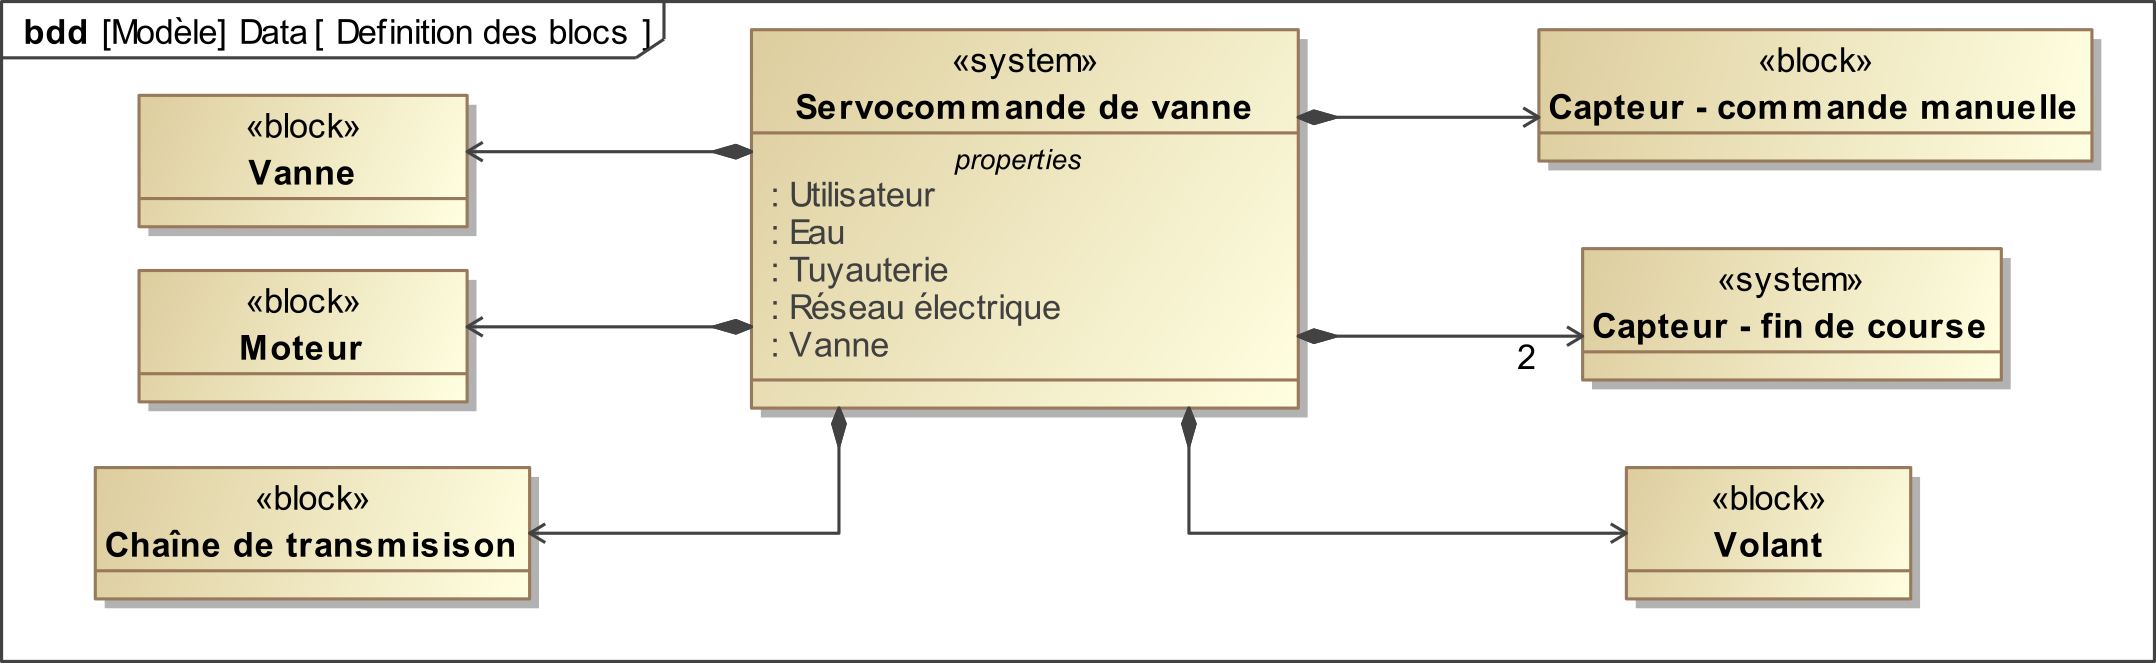 bdd [Modèle] Data [ Definition des blocs ]
«system»
Servocommande de vanne
properties
: Utilisateur
: Eau
: Tuyauterie
: Réseau électrique
: Vanne
«block»
Vanne
«block»
Moteur
«block»
Chaîne de transmisison
«block»
Capteur - commande manuelle
«system»
Capteur - fin de course
2
«block»
Volant